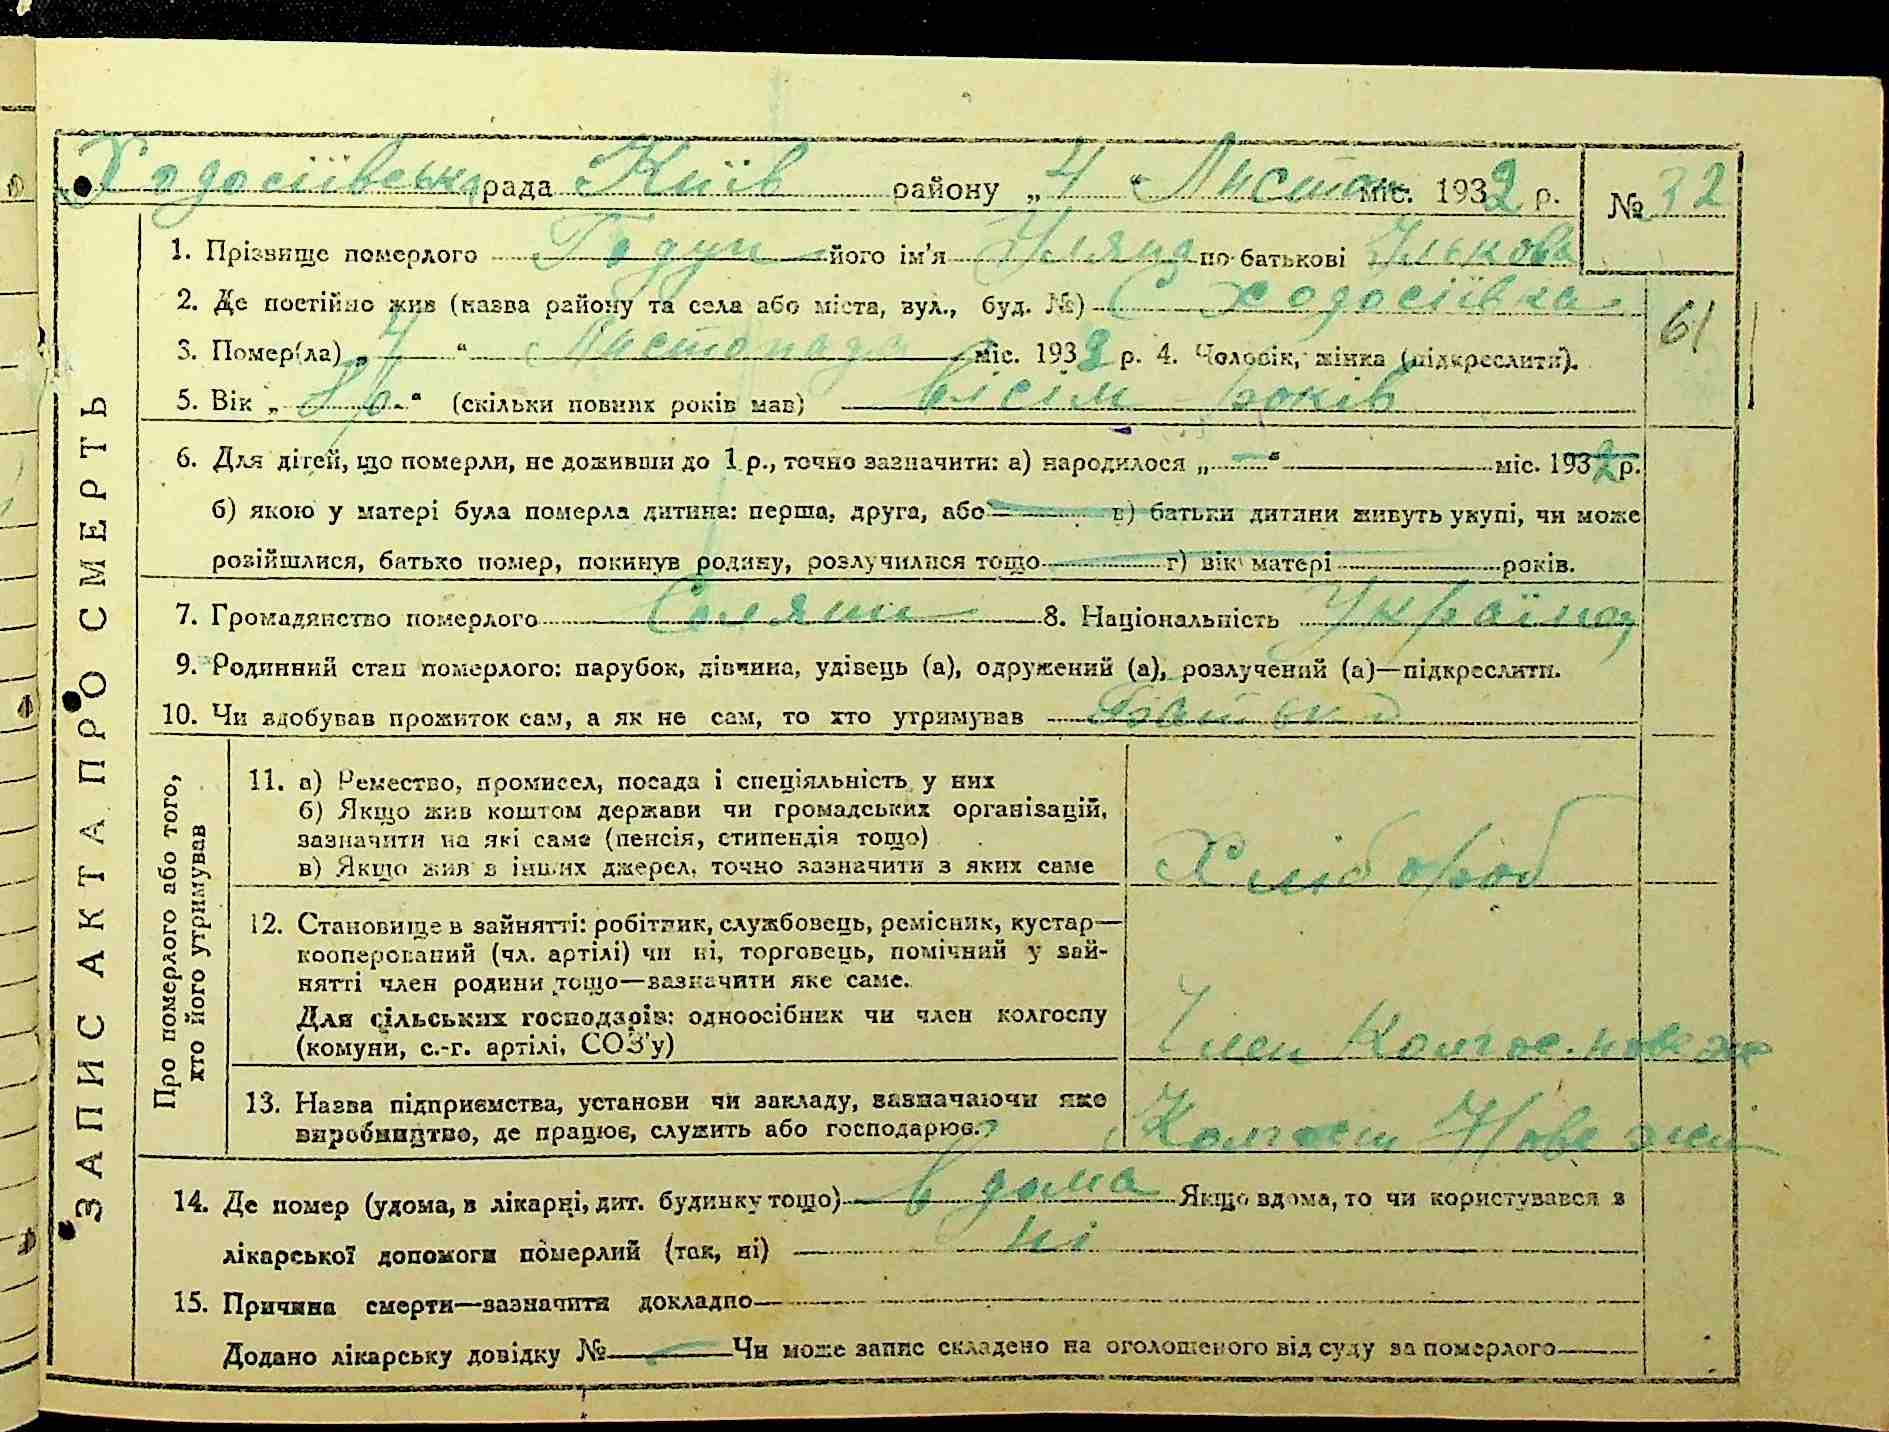 Ходосіївська рада Київ району „4“ Листоп міс. 1932 р. № 32
1. Прізвище померлого Годун його ім'я Уляна по батькові Ількова
2. Де постійно жив (назва району та села або міста, вул., буд. №) С Ходосіївка
61
3. Помер(ла) „4“ Листопада міс. 1932 р. 4. Чоловік, жінка (підкреслити).
5. Вік „8 р.“ (скільки повних років мав) вісім років
6. Для дітей, що померли, не доживши до 1 р., точно зазначити: а) народилося „—“ міс. 1932 р.
б) якою у матері була померла дитина: перша, друга, або в) батьки дитини живуть укупі, чи може
розійшлися, батько помер, покинув родину, розлучилися тощо г) вік матері років.
7. Громадянство померлого Селяни 8. Національність Україна
9. Родинний стан померлого: парубок, дівчина, удівець (а), одружений (а), розлучений (а)—підкреслити.
10. Чи здобував прожиток сам, а як не сам, то хто утримував Батько
ЗАПИС АКТА ПРО СМЕРТЬ
Про померлого або того,
хто його утримував
11. а) Ремество, промисел, посада і спеціяльність у них
б) Якщо жив коштом держави чи громадських організацій,
зазначити на які саме (пенсія, стипендія тощо)
в) Якщо жив з інших джерел, точно зазначити з яких саме
Хлібороб
12. Становище в зайнятті: робітник, службовець, ремісник, кустар—
кооперований (чл. артілі) чи ні, торговець, помічний у зай-
нятті член родини тощо—зазначити яке саме.
Для сільських господарів: одноосібник чи член колгоспу
(комуни, с.-г. артілі, СОЗ'у)
Член Колгос.
13. Назва підприємства, установи чи закладу, зазначаючи яке
виробництво, де працює, служить або господарює.
Колгосп Нове
14. Де помер (удома, в лікарні, дит. будинку тощо) в дома Якщо вдома, то чи користувався з
лікарської допомоги померлий (так, ні) ні
15. Причина смерти—зазначити докладно
Додано лікарську довідку № — Чи може запис складено на оголошеного від суду за померлого